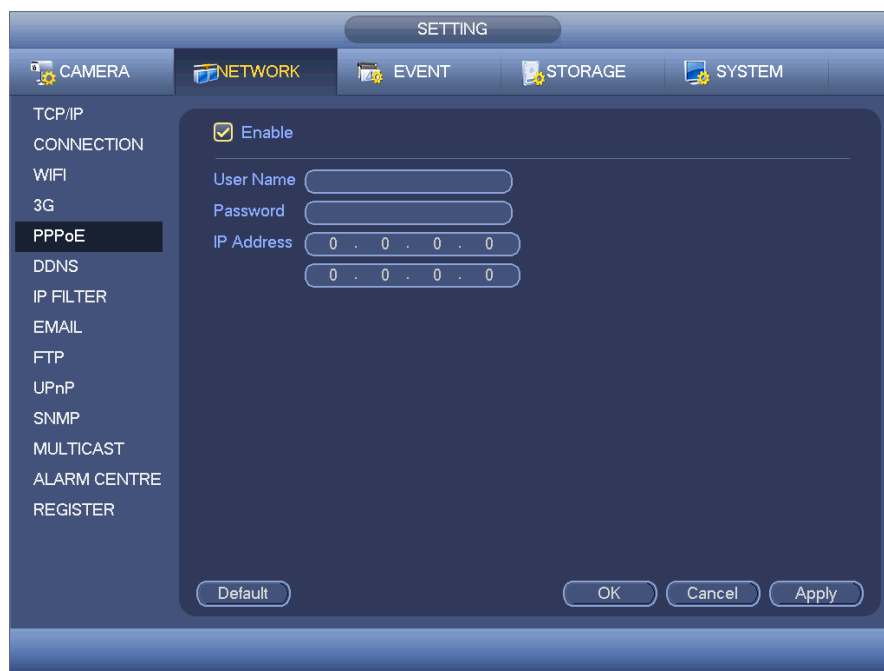 SETTING
CAMERA NETWORK EVENT STORAGE SYSTEM
TCP/IP
CONNECTION
WIFI
3G
PPPoE
DDNS
IP FILTER
EMAIL
FTP
UPnP
SNMP
MULTICAST
ALARM CENTRE
REGISTER
Enable
User Name
Password
IP Address 0 . 0 . 0 . 0
0 . 0 . 0 . 0
Default OK Cancel Apply